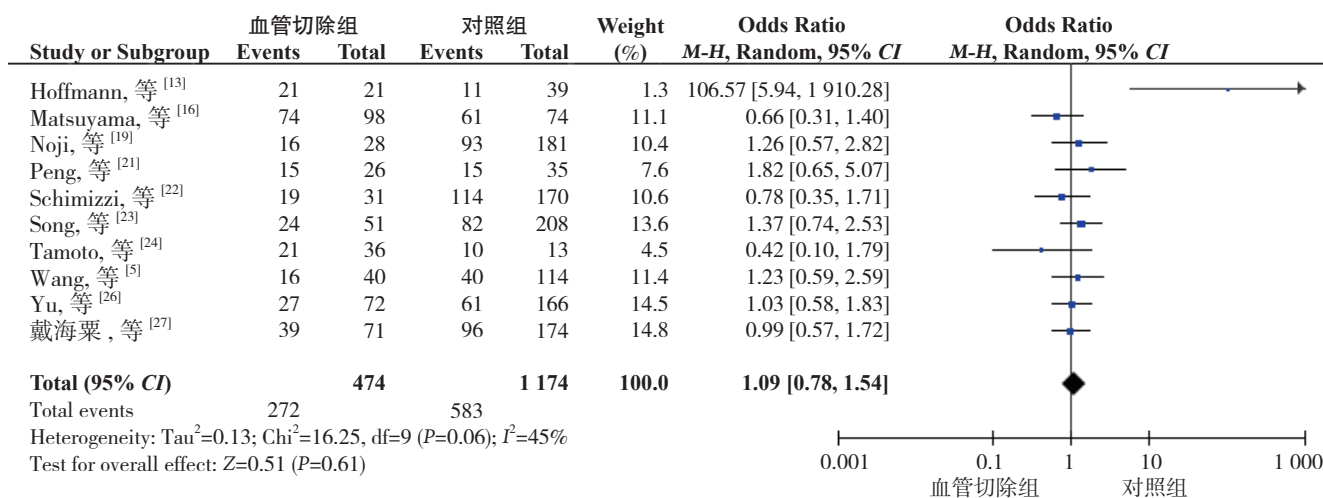 血管切除组 对照组 Weight Odds Ratio Odds Ratio
Study or Subgroup Events Total Events Total (%) M-H, Random, 95% CI M-H, Random, 95% CI
Hoffmann, 等 [13] 21 21 11 39 1.3 106.57 [5.94, 1 910.28]
Matsuyama, 等 [16] 74 98 61 74 11.1 0.66 [0.31, 1.40]
Noji, 等 [19] 16 28 93 181 10.4 1.26 [0.57, 2.82]
Peng, 等 [21] 15 26 15 35 7.6 1.82 [0.65, 5.07]
Schimizzi, 等 [22] 19 31 114 170 10.6 0.78 [0.35, 1.71]
Song, 等 [23] 24 51 82 208 13.6 1.37 [0.74, 2.53]
Tamoto, 等 [24] 21 36 10 13 4.5 0.42 [0.10, 1.79]
Wang, 等 [5] 16 40 40 114 11.4 1.23 [0.59, 2.59]
Yu, 等 [26] 27 72 61 166 14.5 1.03 [0.58, 1.83]
戴海粟, 等 [27] 39 71 96 174 14.8 0.99 [0.57, 1.72]
Total (95% CI) 474 1 174 100.0 1.09 [0.78, 1.54]
Total events 272 583
Heterogeneity: Tau²=0.13; Chi²=16.25, df=9 (P=0.06); I²=45%
Test for overall effect: Z=0.51 (P=0.61)
0.001 0.1 1 10 1 000
血管切除组 对照组